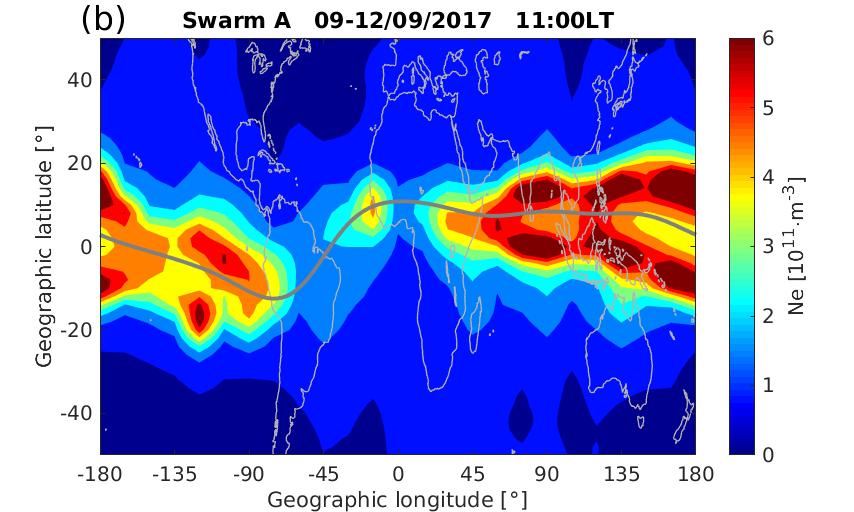 (b) Swarm A 09-12/09/2017 11:00LT
40
20
0
-20
-40
Geographic latitude [°]
-180 -135 -90 -45 0 45 90 135 180
Geographic longitude [°]
6
5
4
3
2
1
0
Ne [10¹¹·m⁻³]